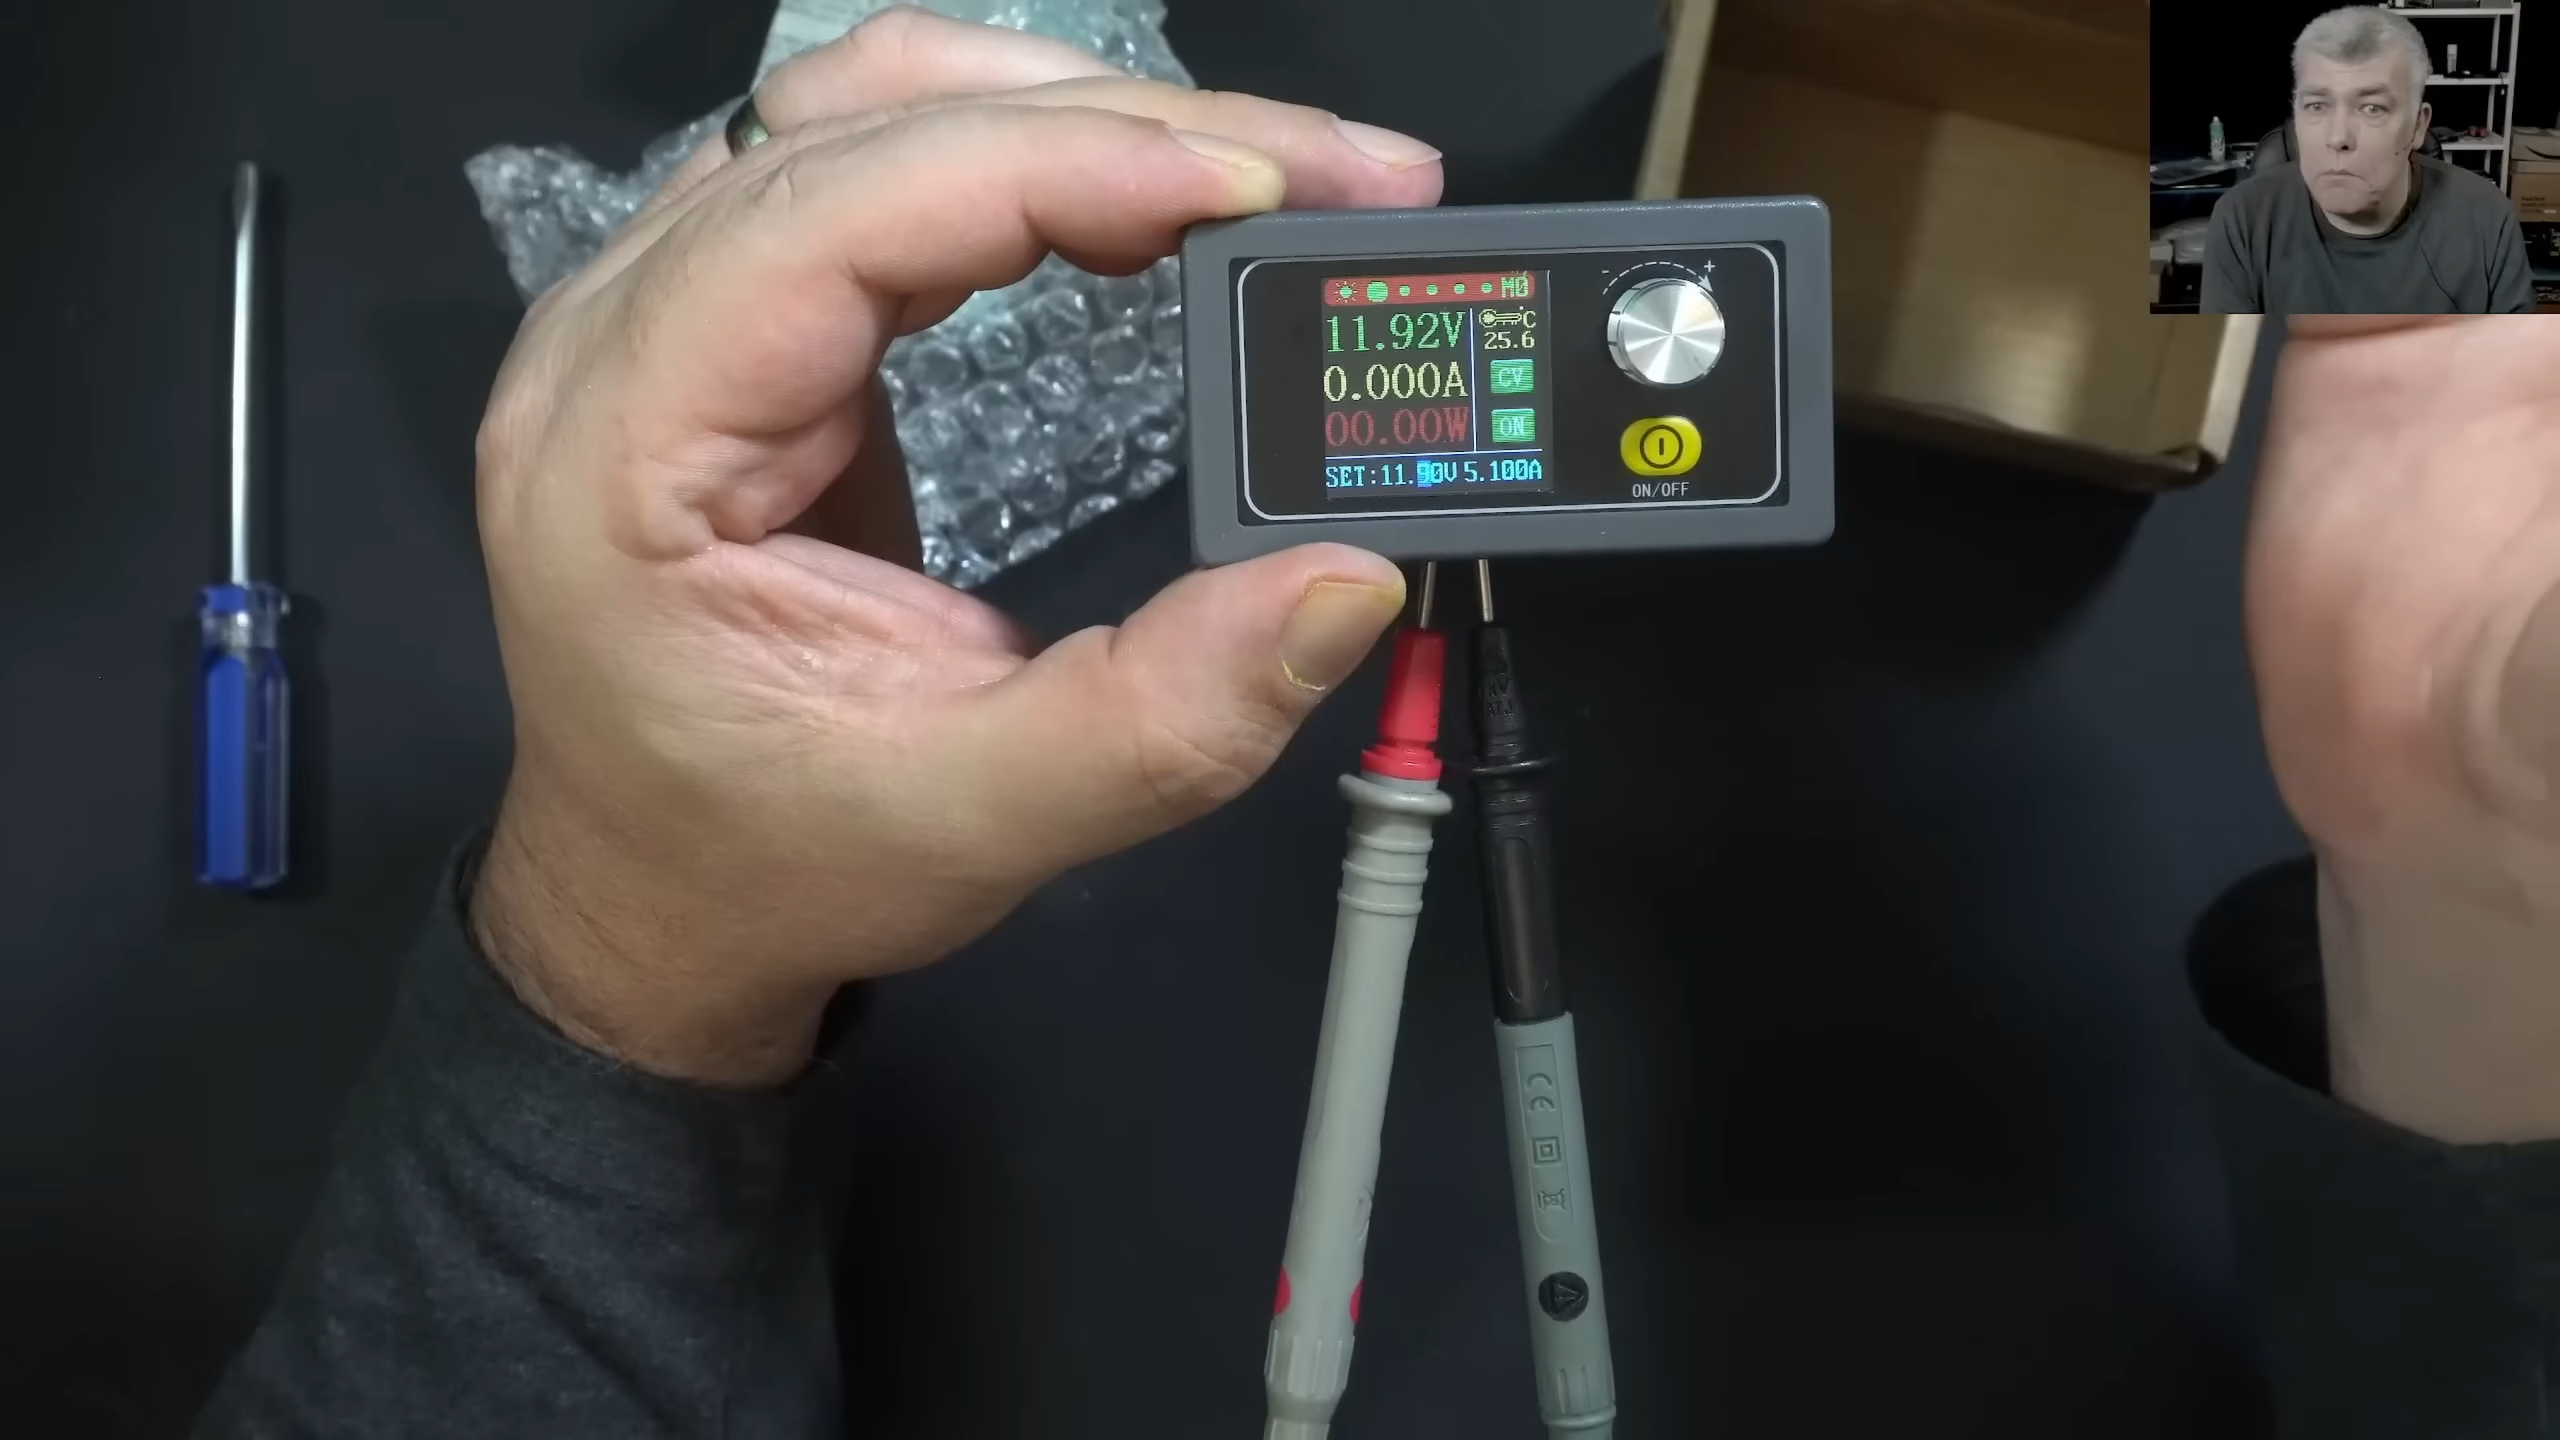 M0
11.92V
0.000A
00.00W
°C
25.6
CV
ON
SET:11.90V 5.100A
- +
ON/OFF
CE